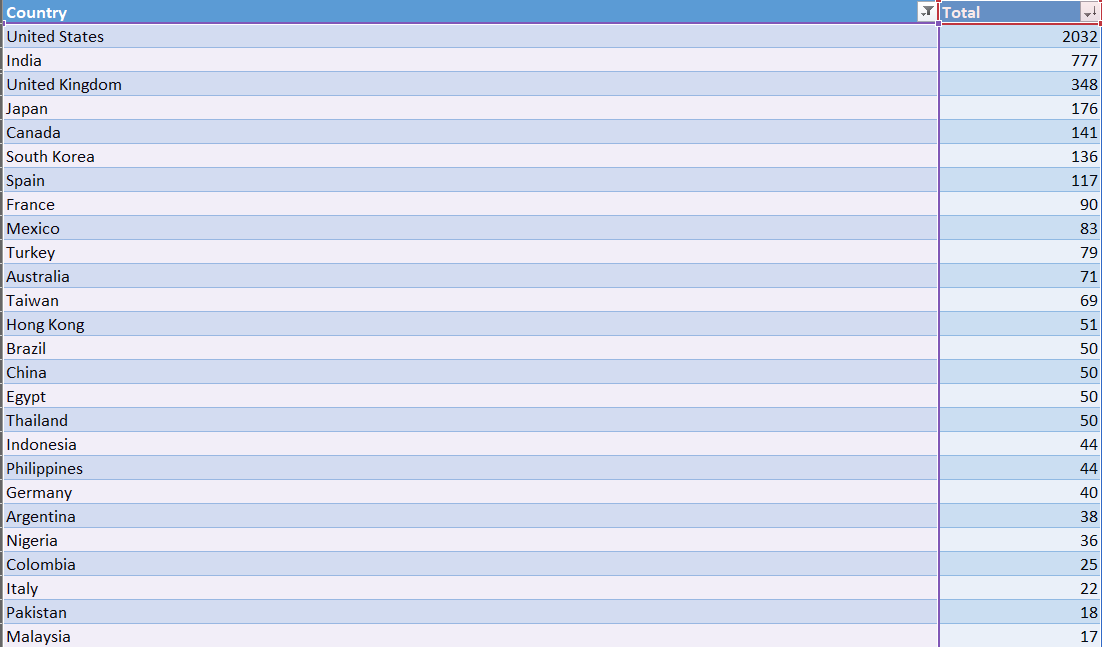 Country Total
United States 2032
India 777
United Kingdom 348
Japan 176
Canada 141
South Korea 136
Spain 117
France 90
Mexico 83
Turkey 79
Australia 71
Taiwan 69
Hong Kong 51
Brazil 50
China 50
Egypt 50
Thailand 50
Indonesia 44
Philippines 44
Germany 40
Argentina 38
Nigeria 36
Colombia 25
Italy 22
Pakistan 18
Malaysia 17